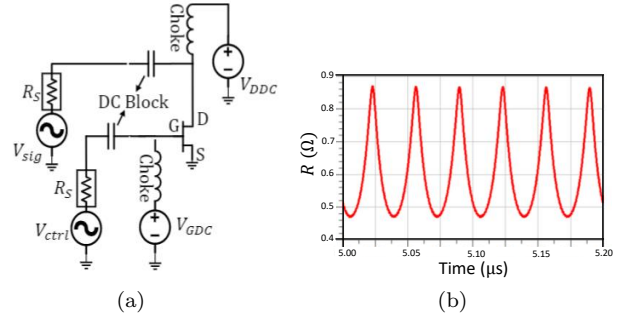 Choke
V_DDC
R_S
DC Block
V_sig
G
D
S
R_S
Choke
V_ctrl
V_GDC
(a)
R (Ω)
0.9
0.8
0.7
0.6
0.5
0.4
5.00
5.05
5.10
5.15
5.20
Time (μs)
(b)